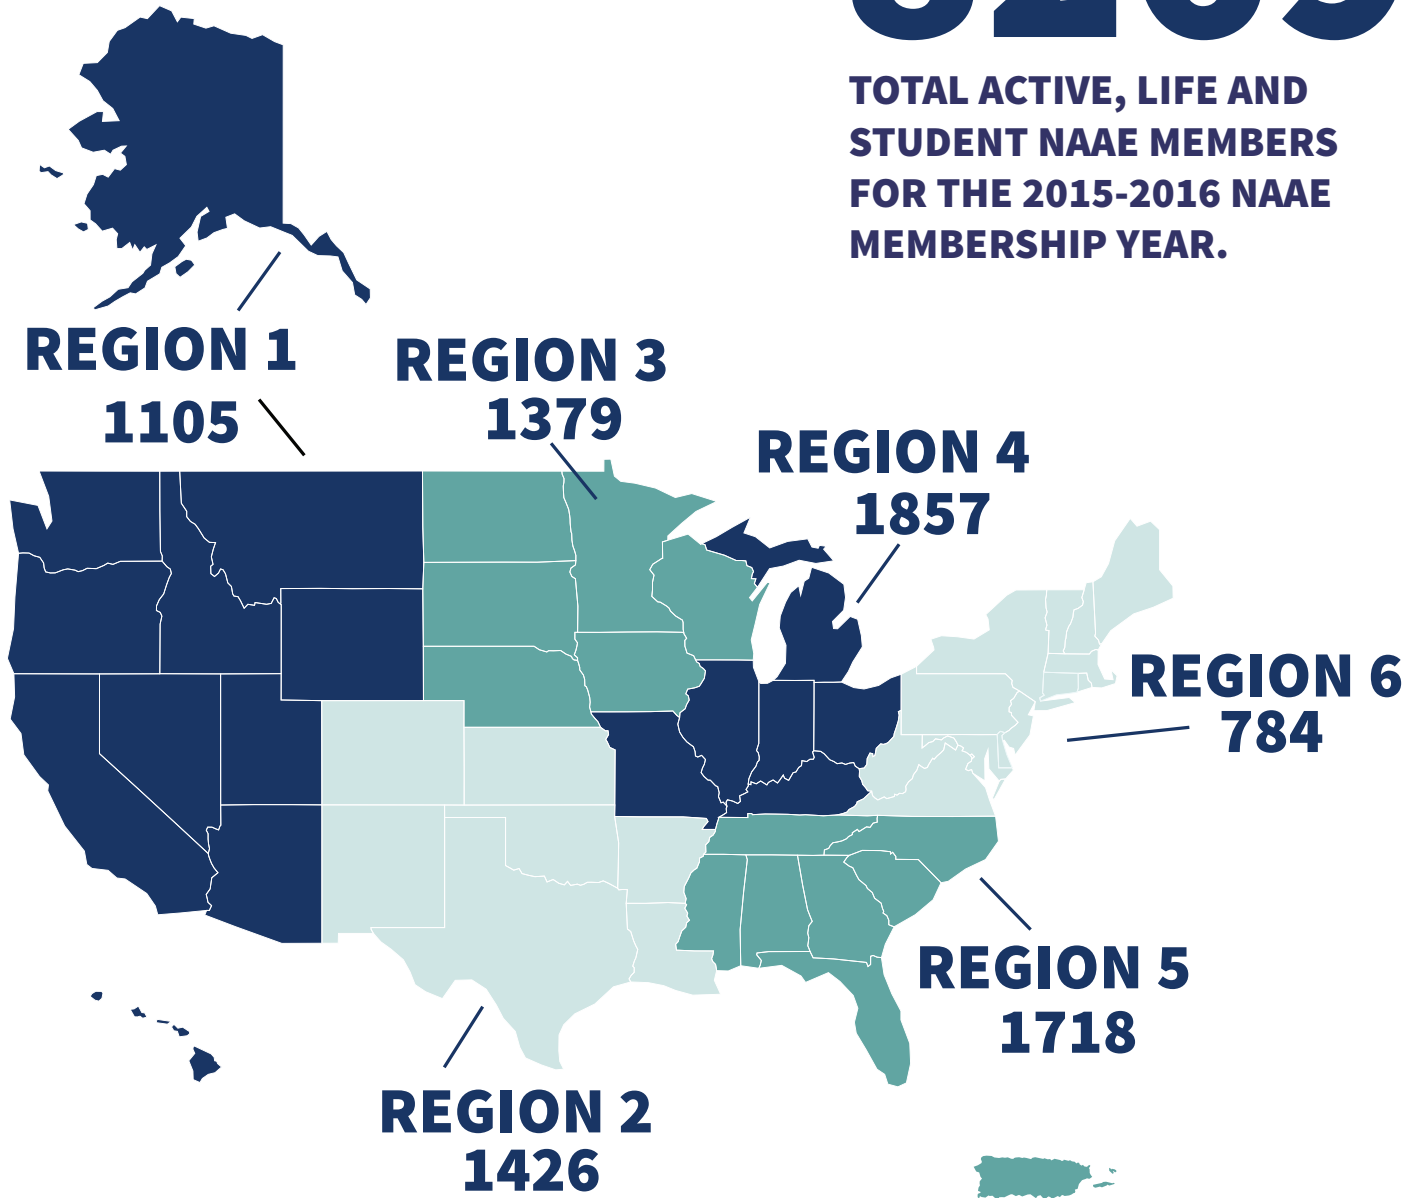 8269
TOTAL ACTIVE, LIFE AND
STUDENT NAAE MEMBERS
FOR THE 2015-2016 NAAE
MEMBERSHIP YEAR.
REGION 1
1105
REGION 3
1379
REGION 4
1857
REGION 6
784
REGION 5
1718
REGION 2
1426